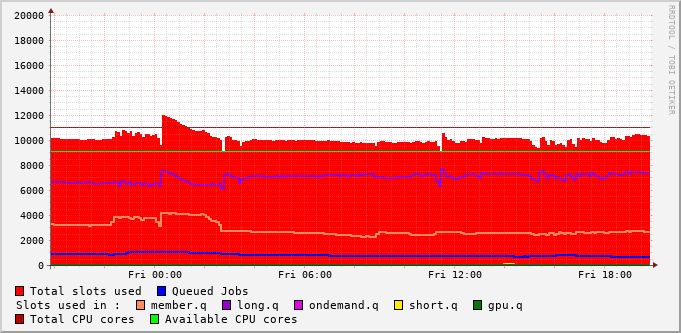 RRDTOOL / TOBI OETIKER
20000
18000
16000
14000
12000
10000
8000
6000
4000
2000
0
Fri 00:00 Fri 06:00 Fri 12:00 Fri 18:00
Total slots used Queued Jobs
Slots used in : member.q long.q ondemand.q short.q gpu.q
Total CPU cores Available CPU cores